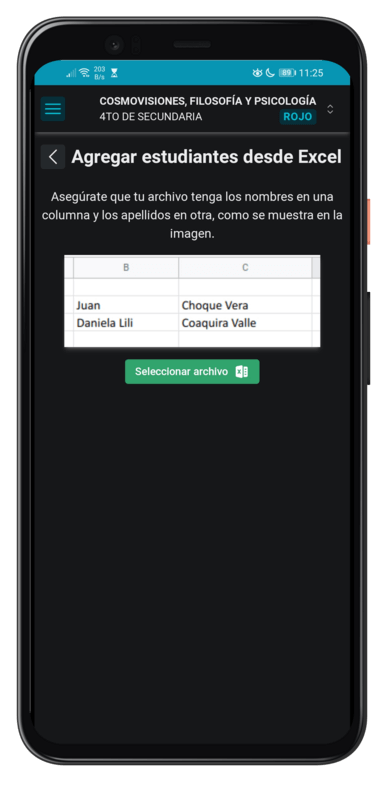 203
B/s
89
11:25
COSMOVISIONES, FILOSOFÍA Y PSICOLOGÍA
4TO DE SECUNDARIA
ROJO
Agregar estudiantes desde Excel
Asegúrate que tu archivo tenga los nombres en una
columna y los apellidos en otra, como se muestra en la
imagen.
B C
Juan Choque Vera
Daniela Lili Coaquira Valle
Seleccionar archivo